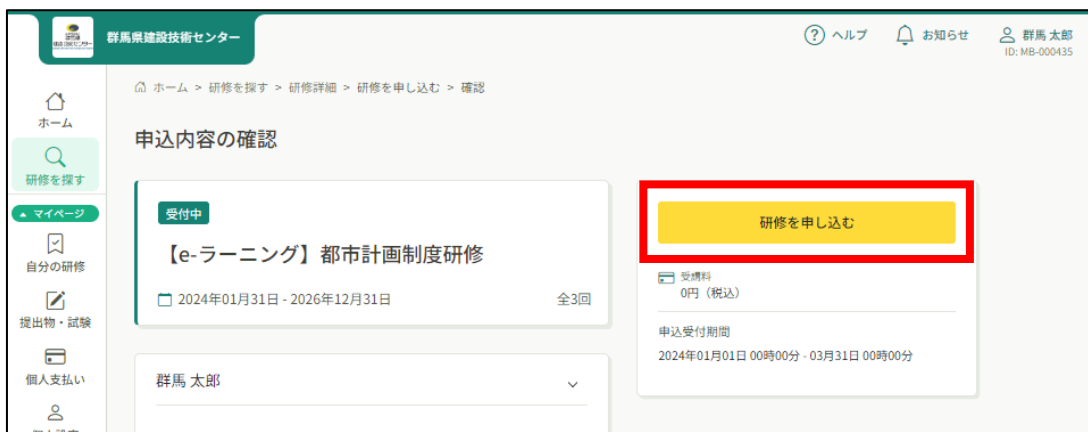 群馬県建設技術センター
ヘルプ
お知らせ
群馬 太郎
ID: MB-000435
ホーム > 研修を探す > 研修詳細 > 研修を申し込む > 確認
ホーム
研修を探す
マイページ
自分の研修
提出物・試験
個人支払い
申込内容の確認
受付中
【e-ラーニング】都市計画制度研修
2024年01月31日 - 2026年12月31日
全3回
群馬 太郎
研修を申し込む
受講料
0円（税込）
申込受付期間
2024年01月01日 00時00分 - 03月31日 00時00分